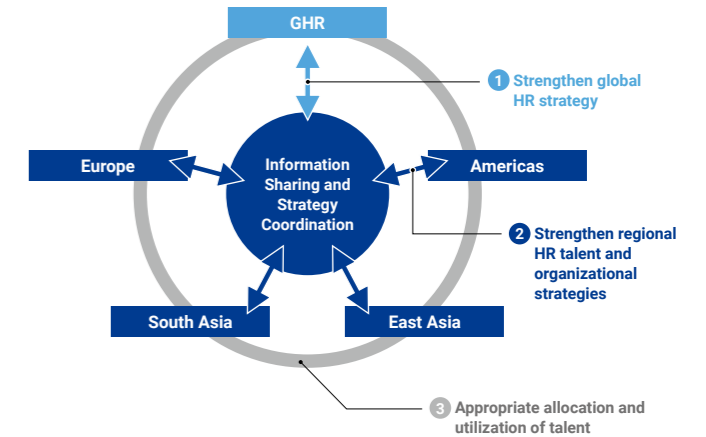 GHR
1 Strengthen global
HR strategy
Europe
Information
Sharing and
Strategy
Coordination
Americas
2 Strengthen regional
HR talent and
organizational
strategies
South Asia
East Asia
3 Appropriate allocation and
utilization of talent